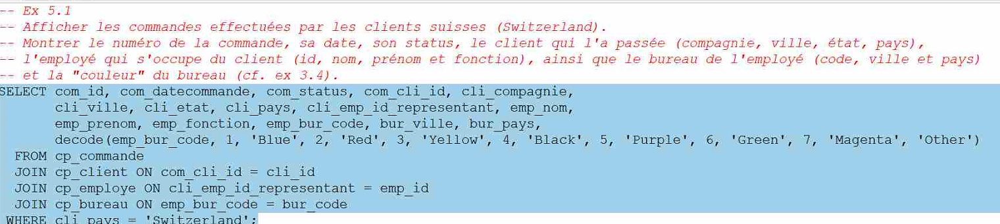 -- Ex 5.1
-- Afficher les commandes effectuées par les clients suisses (Switzerland).
-- Montrer le numéro de la commande, sa date, son status, le client qui l'a passée (compagnie, ville, état, pays),
-- l'employé qui s'occupe du client (id, nom, prénom et fonction), ainsi que le bureau de l'employé (code, ville et pays)
-- et la "couleur" du bureau (cf. ex 3.4).
SELECT com_id, com_datecommande, com_status, com_cli_id, cli_compagnie,
cli_ville, cli_etat, cli_pays, cli_emp_id_representant, emp_nom,
emp_prenom, emp_fonction, emp_bur_code, bur_ville, bur_pays,
decode(emp_bur_code, 1, 'Blue', 2, 'Red', 3, 'Yellow', 4, 'Black', 5, 'Purple', 6, 'Green', 7, 'Magenta', 'Other')
FROM cp_commande
JOIN cp_client ON com_cli_id = cli_id
JOIN cp_employe ON cli_emp_id_representant = emp_id
JOIN cp_bureau ON emp_bur_code = bur_code
WHERE cli_pays = 'Switzerland';